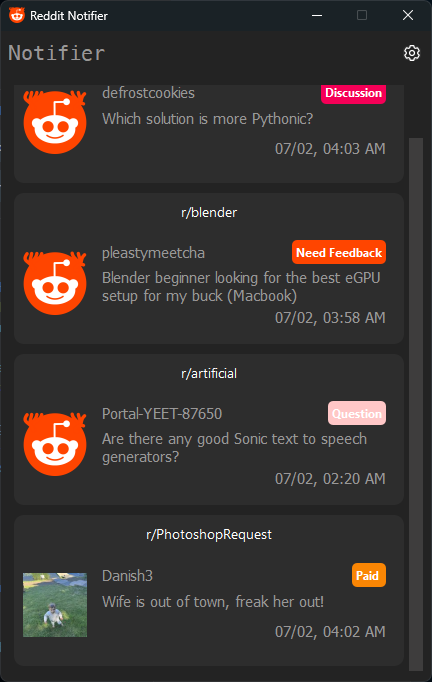 Reddit Notifier
Notifier
defrostcookies
Discussion
Which solution is more Pythonic?
07/02, 04:03 AM
r/blender
pleastymeetcha
Need Feedback
Blender beginner looking for the best eGPU
setup for my buck (Macbook)
07/02, 03:58 AM
r/artificial
Portal-YEET-87650
Question
Are there any good Sonic text to speech
generators?
07/02, 02:20 AM
r/PhotoshopRequest
Danish3
Paid
Wife is out of town, freak her out!
07/02, 04:02 AM